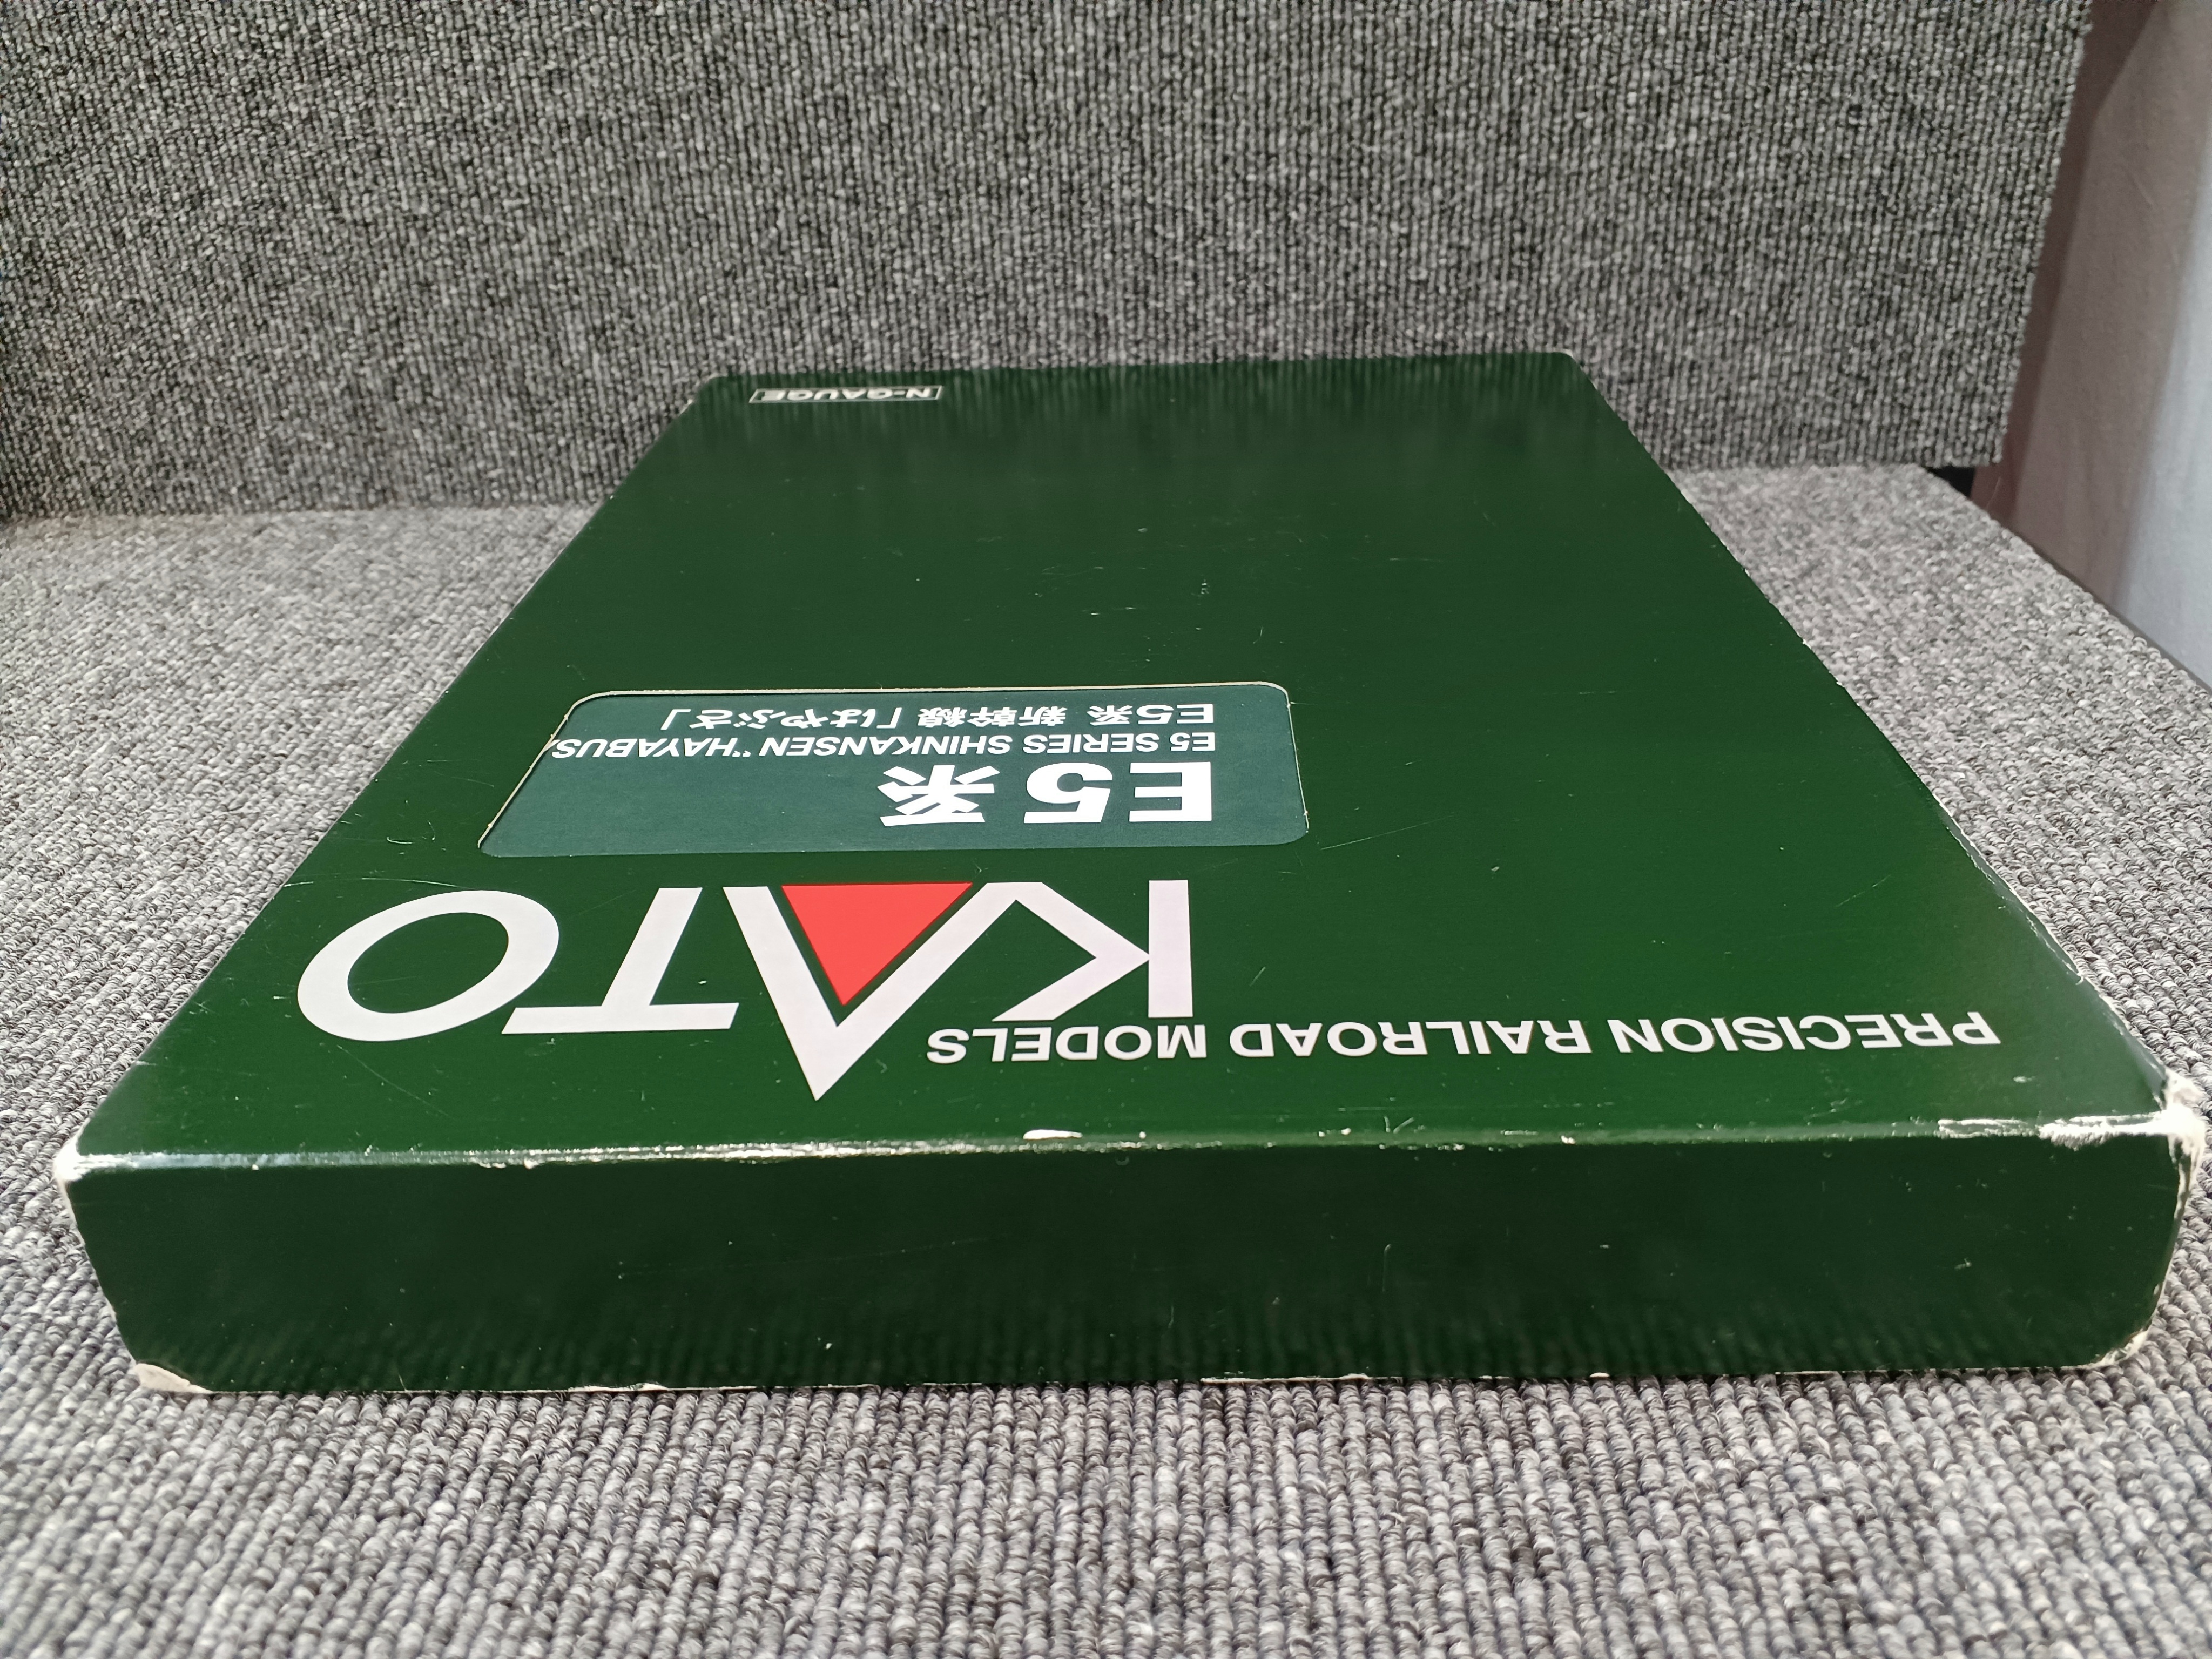 PRECISION RAILROAD MODELS
KATO
E5系
E5 SERIES SHINKANSEN "HAYABUS
E5系 新幹線「はやぶさ」
N-GAUGE